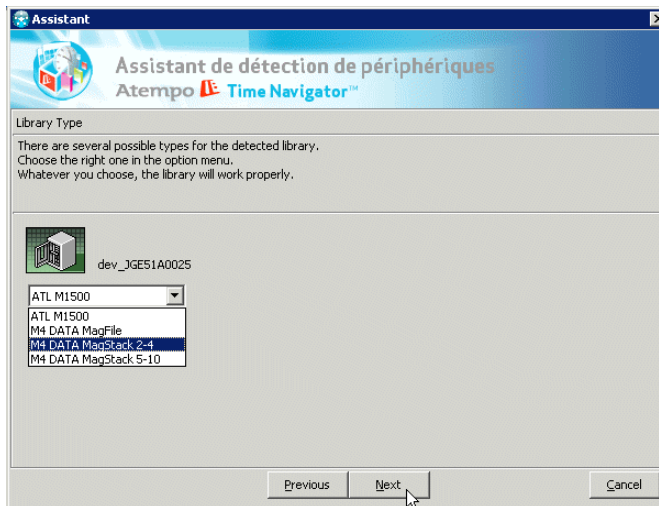 Assistant
Assistant de détection de périphériques
Atempo Time Navigator™
Library Type
There are several possible types for the detected library.
Choose the right one in the option menu.
Whatever you choose, the library will work properly.
dev_JGE51A0025
ATL M1500
ATL M1500
M4 DATA MagFile
M4 DATA MagStack 2-4
M4 DATA MagStack 5-10
Previous
Next
Cancel